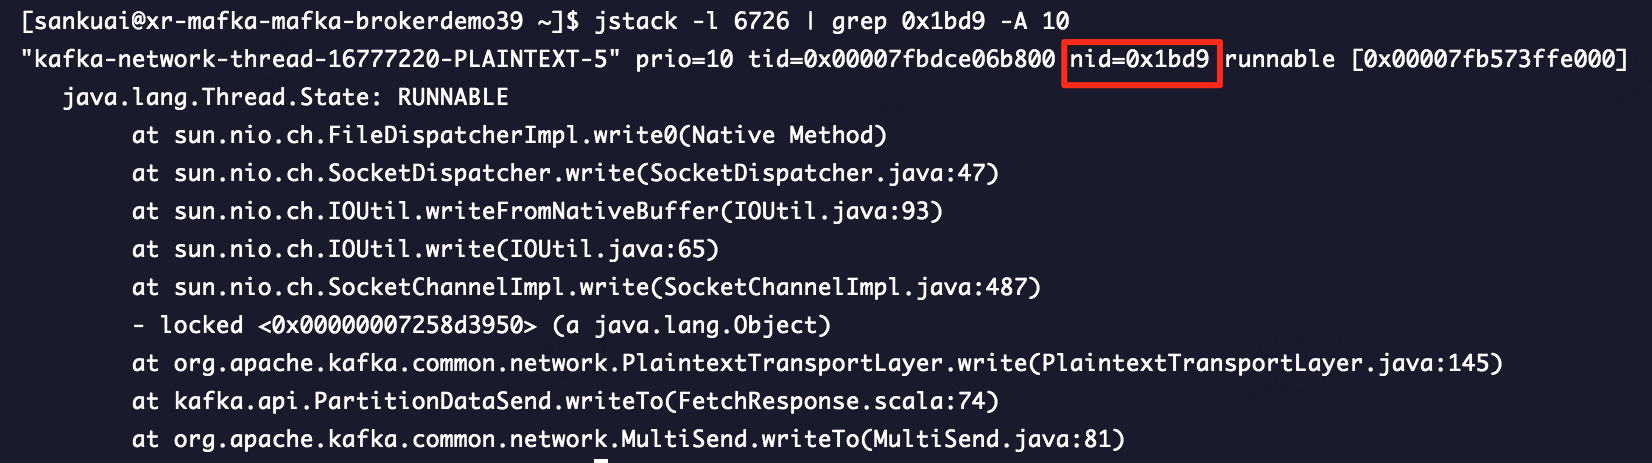 [sankuai@xr-mafka-mafka-brokerdemo39 ~]$ jstack -l 6726 | grep 0x1bd9 -A 10
"kafka-network-thread-16777220-PLAINTEXT-5" prio=10 tid=0x00007fbdce06b800 nid=0x1bd9 runnable [0x00007fb573ffe000]
java.lang.Thread.State: RUNNABLE
at sun.nio.ch.FileDispatcherImpl.write0(Native Method)
at sun.nio.ch.SocketDispatcher.write(SocketDispatcher.java:47)
at sun.nio.ch.IOUtil.writeFromNativeBuffer(IOUtil.java:93)
at sun.nio.ch.IOUtil.write(IOUtil.java:65)
at sun.nio.ch.SocketChannelImpl.write(SocketChannelImpl.java:487)
- locked <0x00000007258d3950> (a java.lang.Object)
at org.apache.kafka.common.network.PlaintextTransportLayer.write(PlaintextTransportLayer.java:145)
at kafka.api.PartitionDataSend.writeTo(FetchResponse.scala:74)
at org.apache.kafka.common.network.MultiSend.writeTo(MultiSend.java:81)